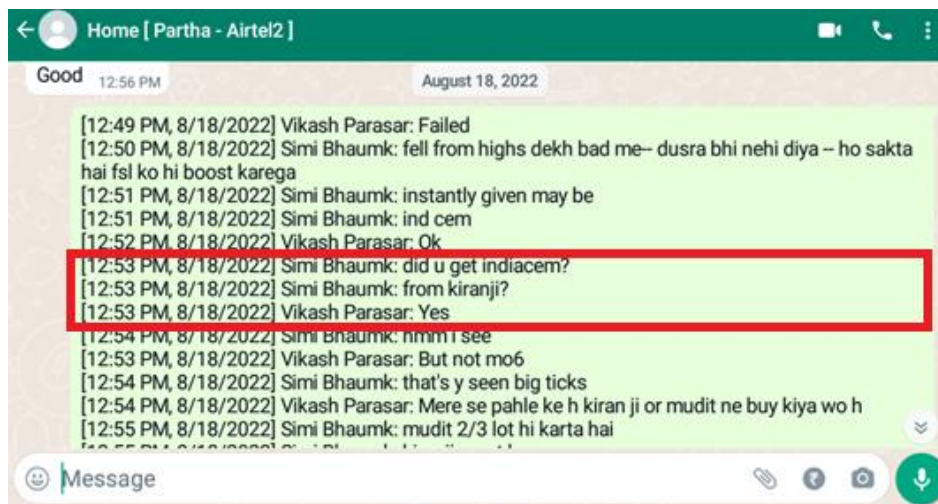 Home [ Partha - Airtel2 ]
Good 12:56 PM
August 18, 2022
[12:49 PM, 8/18/2022] Vikash Parasar: Failed
[12:50 PM, 8/18/2022] Simi Bhaumk: fell from highs dekh bad me-- dusra bhi nehi diya -- ho sakta
hai fsl ko hi boost karega
[12:51 PM, 8/18/2022] Simi Bhaumk: instantly given may be
[12:51 PM, 8/18/2022] Simi Bhaumk: ind cem
[12:52 PM, 8/18/2022] Vikash Parasar: Ok
[12:53 PM, 8/18/2022] Simi Bhaumk: did u get indiacem?
[12:53 PM, 8/18/2022] Simi Bhaumk: from kiranji?
[12:53 PM, 8/18/2022] Vikash Parasar: Yes
[12:54 PM, 8/18/2022] Simi Bhaumk: hmm i see
[12:53 PM, 8/18/2022] Vikash Parasar: But not mo6
[12:54 PM, 8/18/2022] Simi Bhaumk: that's y seen big ticks
[12:54 PM, 8/18/2022] Vikash Parasar: Mere se pahle ke h kiran ji or mudit ne buy kiya wo h
[12:55 PM, 8/18/2022] Simi Bhaumk: mudit 2/3 lot hi karta hai
Message